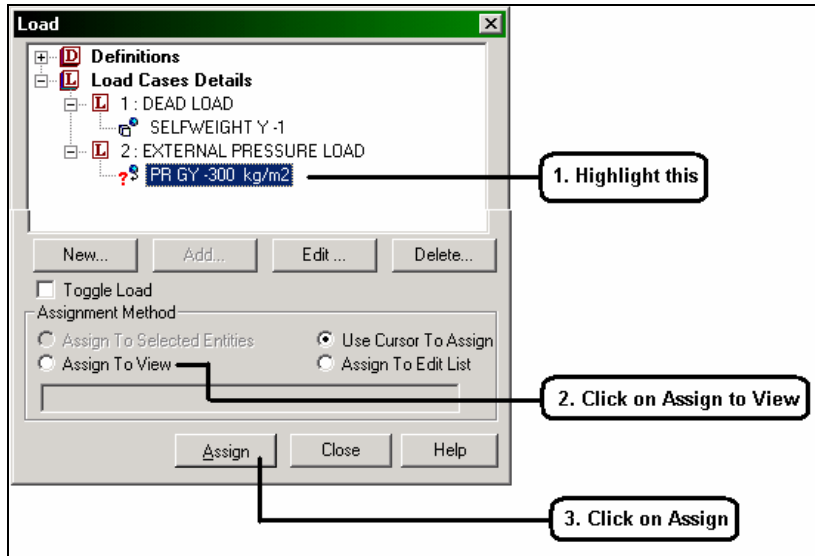 Load
D Definitions
L Load Cases Details
L 1 : DEAD LOAD
SELFWEIGHT Y -1
L 2 : EXTERNAL PRESSURE LOAD
? PR GY -300 kg/m2
1. Highlight this
New... Add... Edit ... Delete...
Toggle Load
Assignment Method
Assign To Selected Entities Use Cursor To Assign
Assign To View Assign To Edit List
2. Click on Assign to View
Assign Close Help
3. Click on Assign